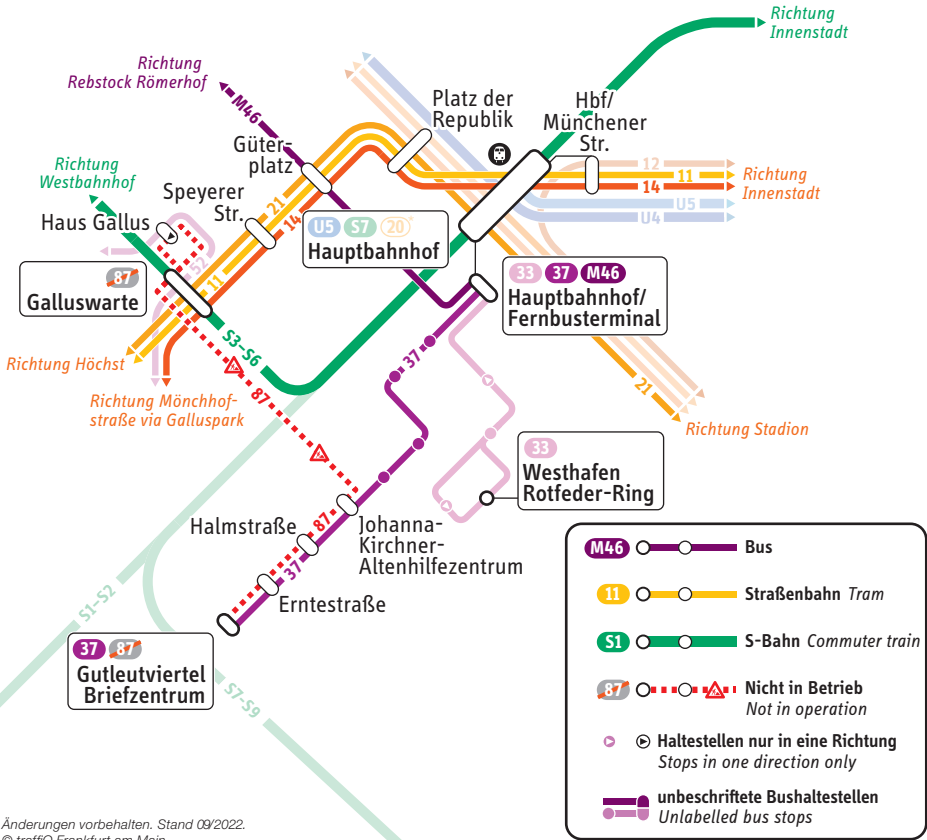 Richtung
Innenstadt
Richtung
Rebstock Römerhof
M46
Platz der
Republik
Hbf/
Münchener
Str.
Güter-
platz
Richtung
Westbahnhof
Speyerer
Str.
Haus Gallus
21
14
11
52
12
11
14
U5
U4
Richtung
Innenstadt
U5 S7 20*
Hauptbahnhof
87
Galluswarte
33 37 M46
Hauptbahnhof/
Fernbusterminal
S3–S6
37
Richtung Höchst
87
21
Richtung Mönchhof-
straße via Galluspark
Richtung Stadion
33
Westhafen
Rotfeder-Ring
Halmstraße
87
Johanna-
Kirchner-
Altenhilfezentrum
37
Erntestraße
S1–S2
37 87
Gutleutviertel
Briefzentrum
S7–S9
M46 Bus
11 Straßenbahn Tram
S1 S-Bahn Commuter train
87 Nicht in Betrieb
Not in operation
Haltestellen nur in eine Richtung
Stops in one direction only
unbeschriftete Bushaltestellen
Unlabelled bus stops
Änderungen vorbehalten. Stand 09/2022.
© traffiQ Frankfurt am Main